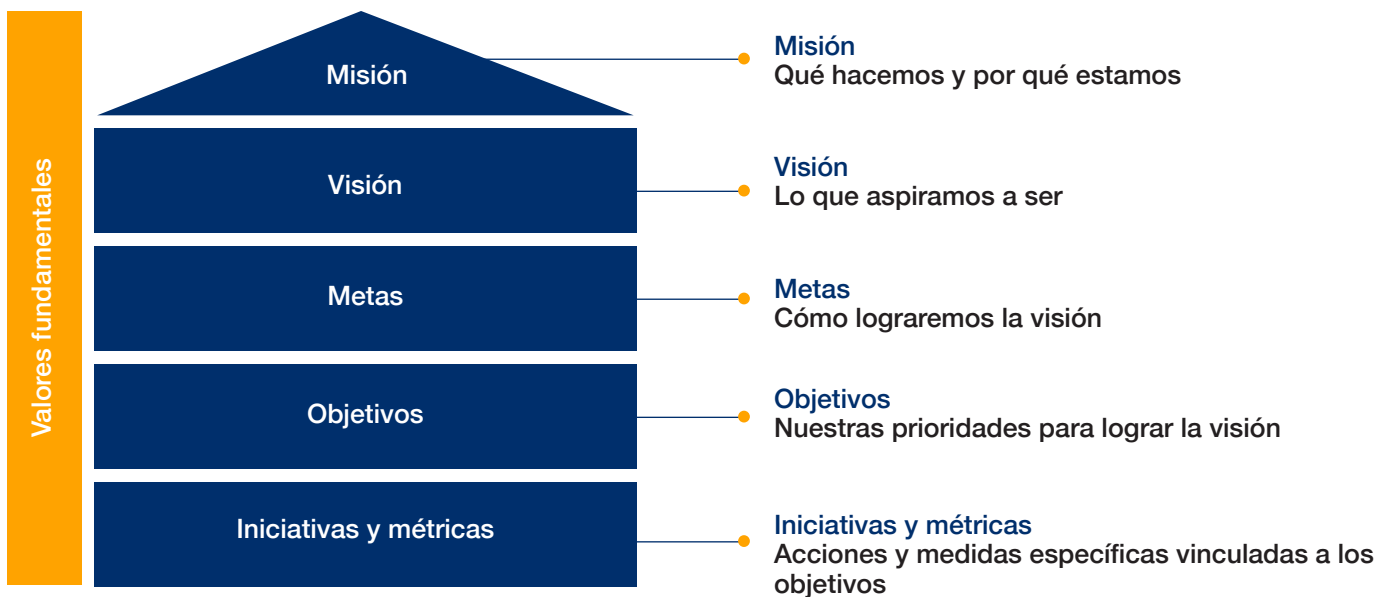 Valores fundamentales
Misión
Misión
Qué hacemos y por qué estamos
Visión
Visión
Lo que aspiramos a ser
Metas
Metas
Cómo lograremos la visión
Objetivos
Objetivos
Nuestras prioridades para lograr la visión
Iniciativas y métricas
Iniciativas y métricas
Acciones y medidas específicas vinculadas a los
objetivos